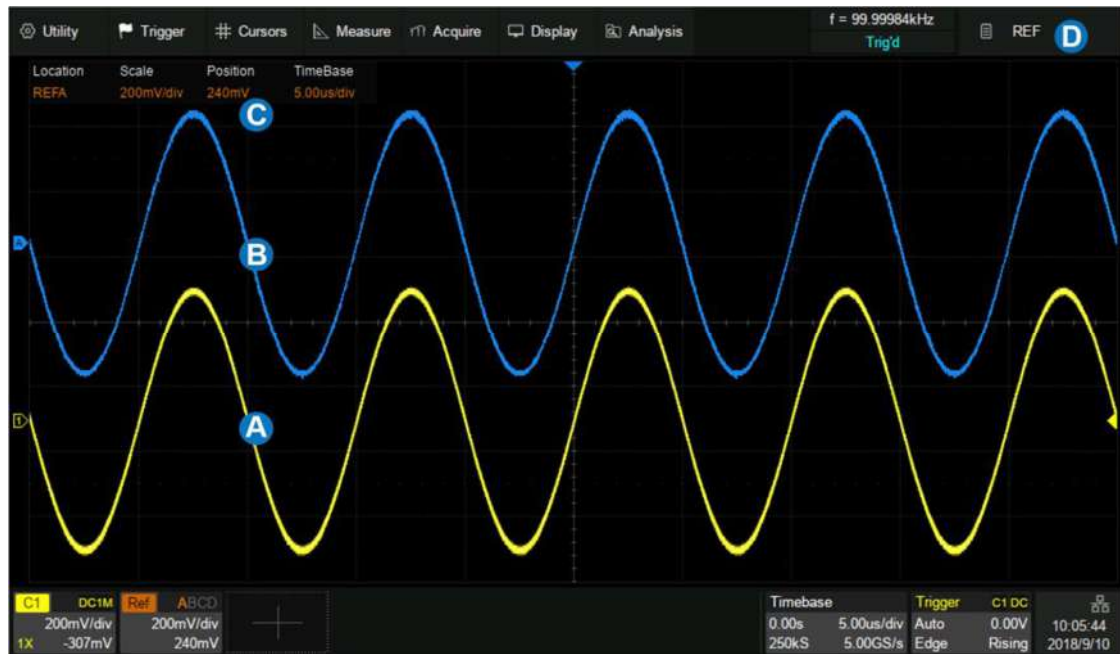 Utility Trigger Cursors Measure Acquire Display Analysis
f = 99.99984kHz
Trig'd
REF D
Location Scale Position TimeBase
REFA 200mV/div 240mV 5.00us/div
C
A
B
1
A
C1 DC1M
200mV/div
1X -307mV
Ref ABCD
200mV/div
240mV
Timebase
0.00s 5.00us/div
250kS 5.00GS/s
Trigger C1 DC
Auto 0.00V
Edge Rising
10:05:44
2018/9/10